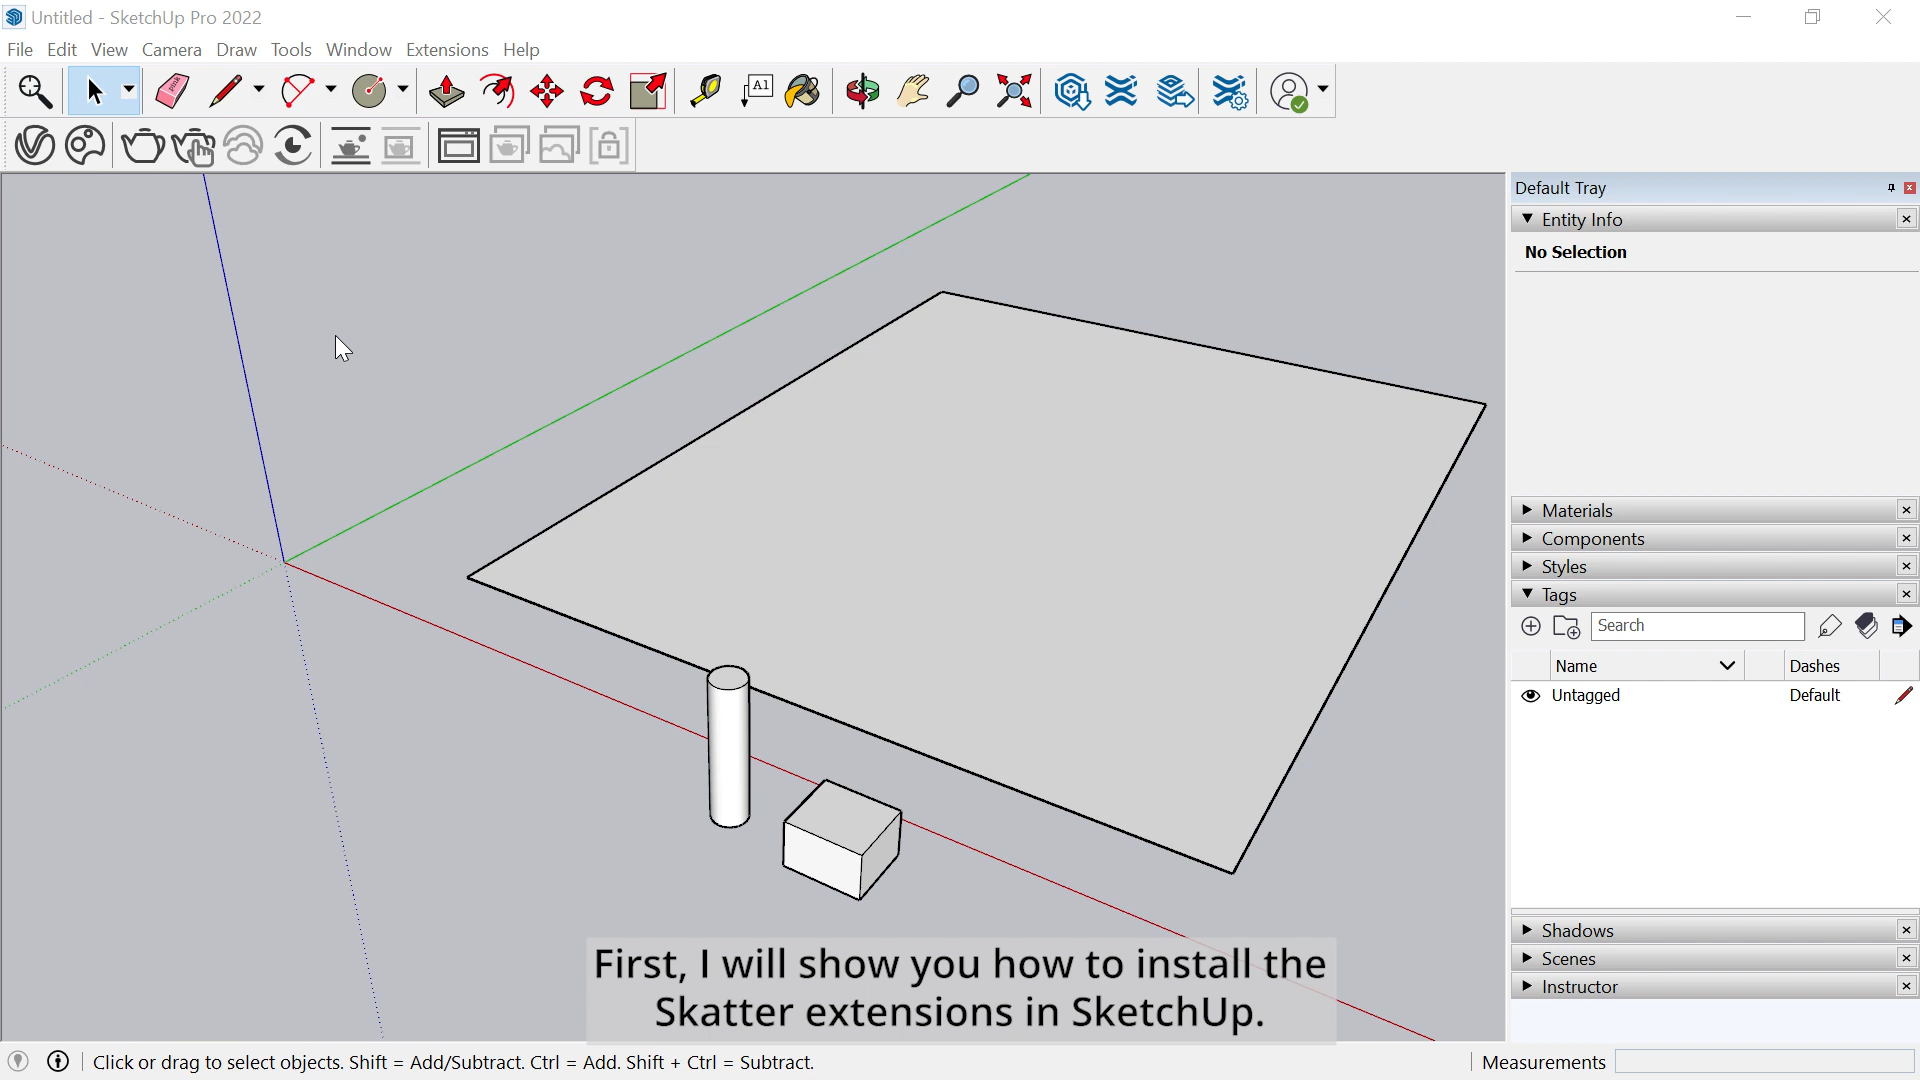 Untitled - SketchUp Pro 2022
File Edit View Camera Draw Tools Window Extensions Help
A1
Default Tray
Entity Info
No Selection
Materials
Components
Styles
Tags
Search
Name Dashes
Untagged Default
Shadows
Scenes
Instructor
First, I will show you how to install the
Skatter extensions in SketchUp.
Click or drag to select objects. Shift = Add/Subtract. Ctrl = Add. Shift + Ctrl = Subtract.
Measurements